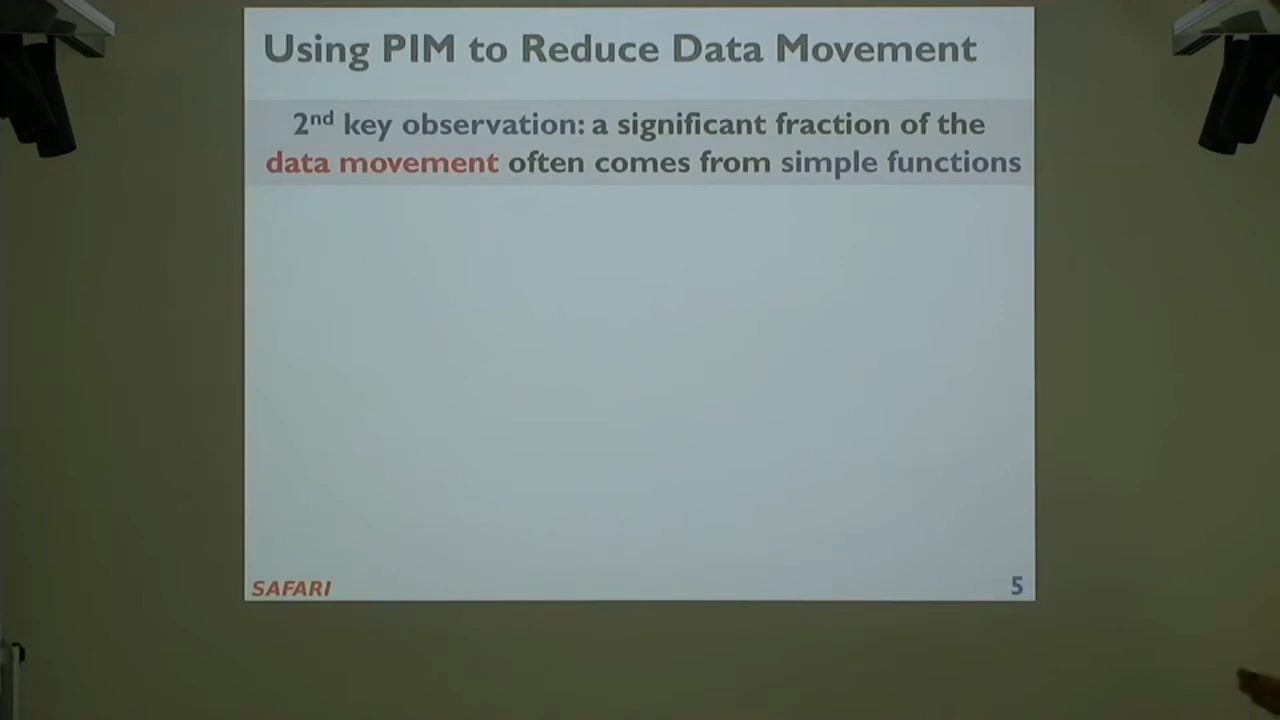 Using PIM to Reduce Data Movement
2nd key observation: a significant fraction of the
data movement often comes from simple functions
SAFARI
5